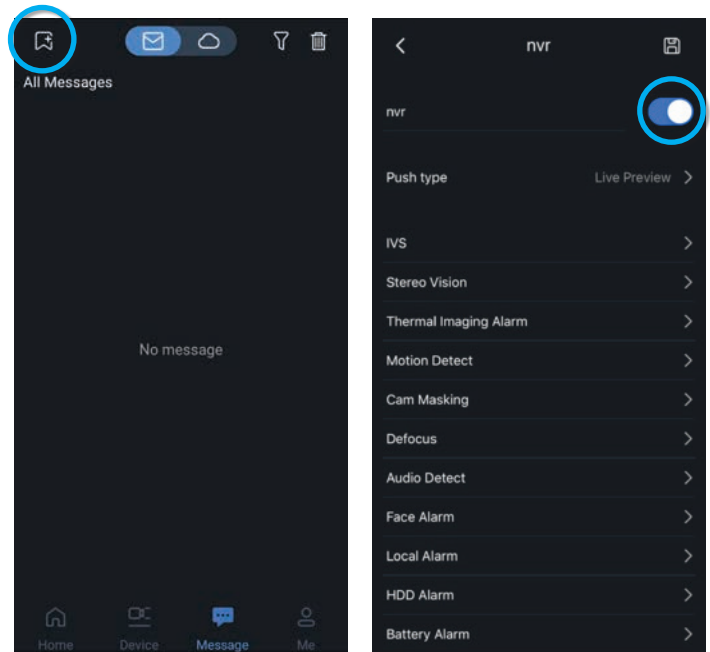 All Messages
No message
Home Device Message Me
nvr
nvr
Push type Live Preview
IVS
Stereo Vision
Thermal Imaging Alarm
Motion Detect
Cam Masking
Defocus
Audio Detect
Face Alarm
Local Alarm
HDD Alarm
Battery Alarm